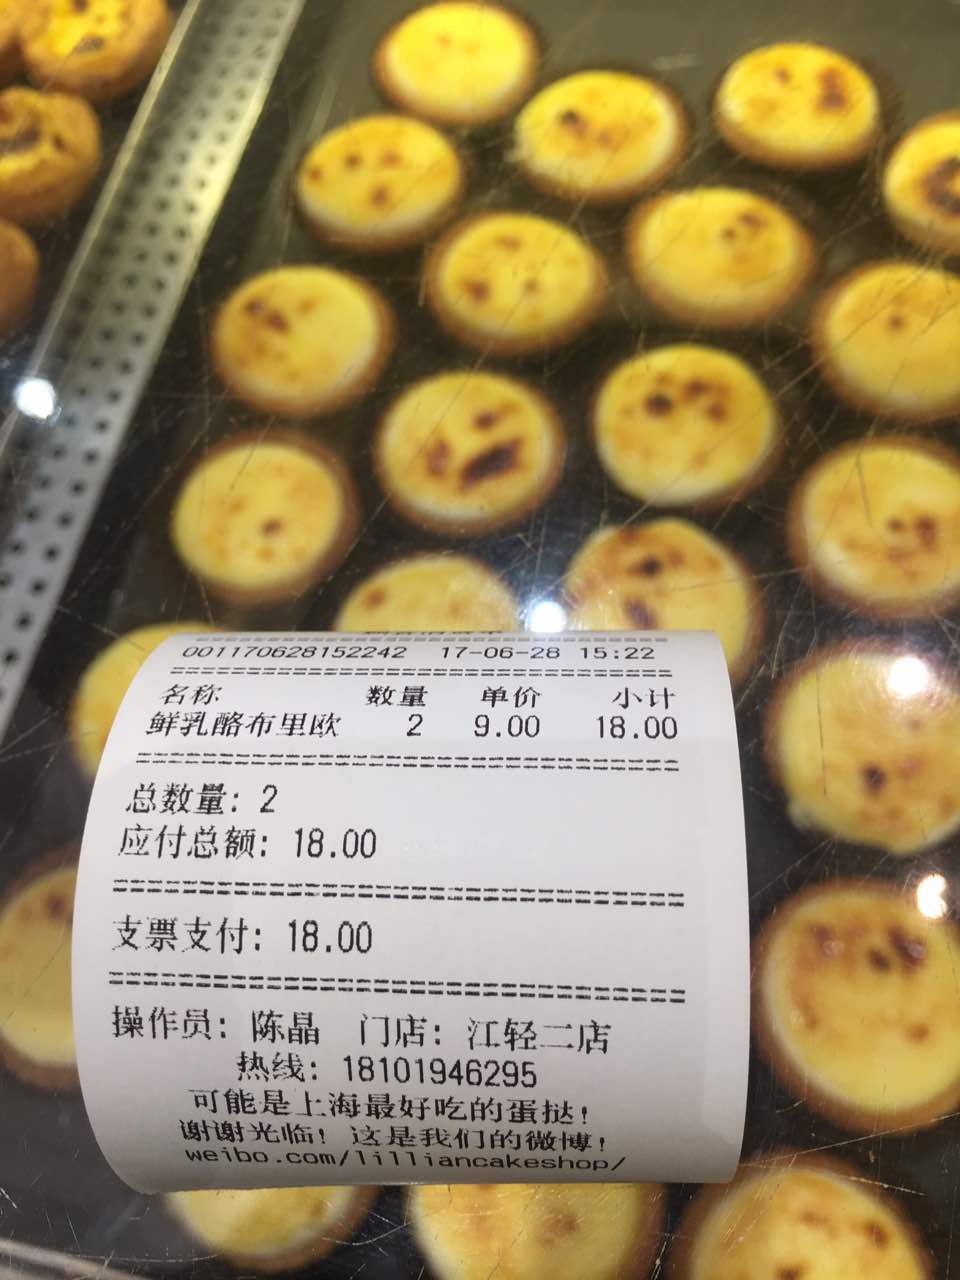 001170628152242 17-06-28 15:22
名称 数量 单价 小计
鲜乳酪布里欧 2 9.00 18.00
总数量: 2
应付总额: 18.00
支票支付: 18.00
操作员: 陈晶 门店: 江轻二店
热线: 18101946295
可能是上海最好吃的蛋挞!
谢谢光临! 这是我们的微博!
weibo.com/lilliancakeshop/